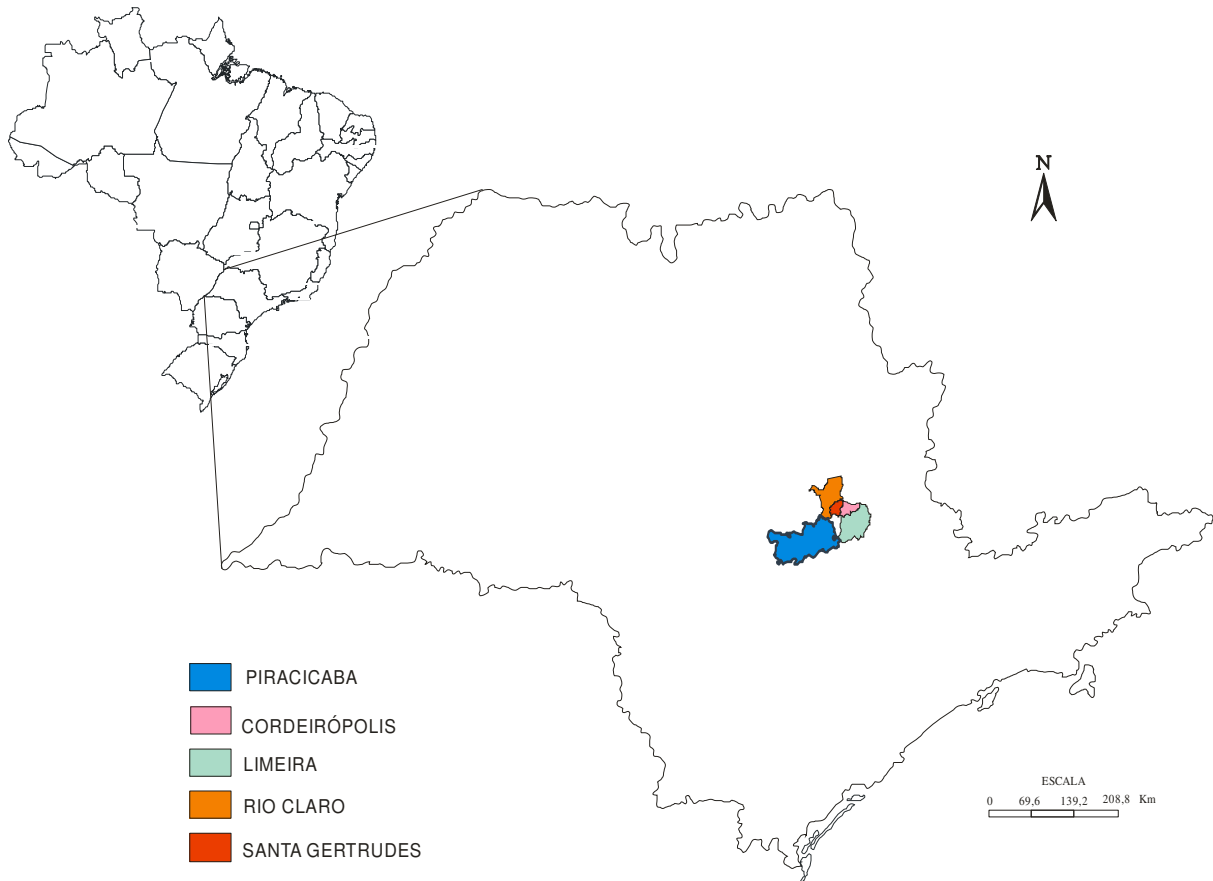 N
PIRACICABA
CORDEIRÓPOLIS
LIMEIRA
RIO CLARO
SANTA GERTRUDES
ESCALA
0 69,6 139,2 208,8 Km